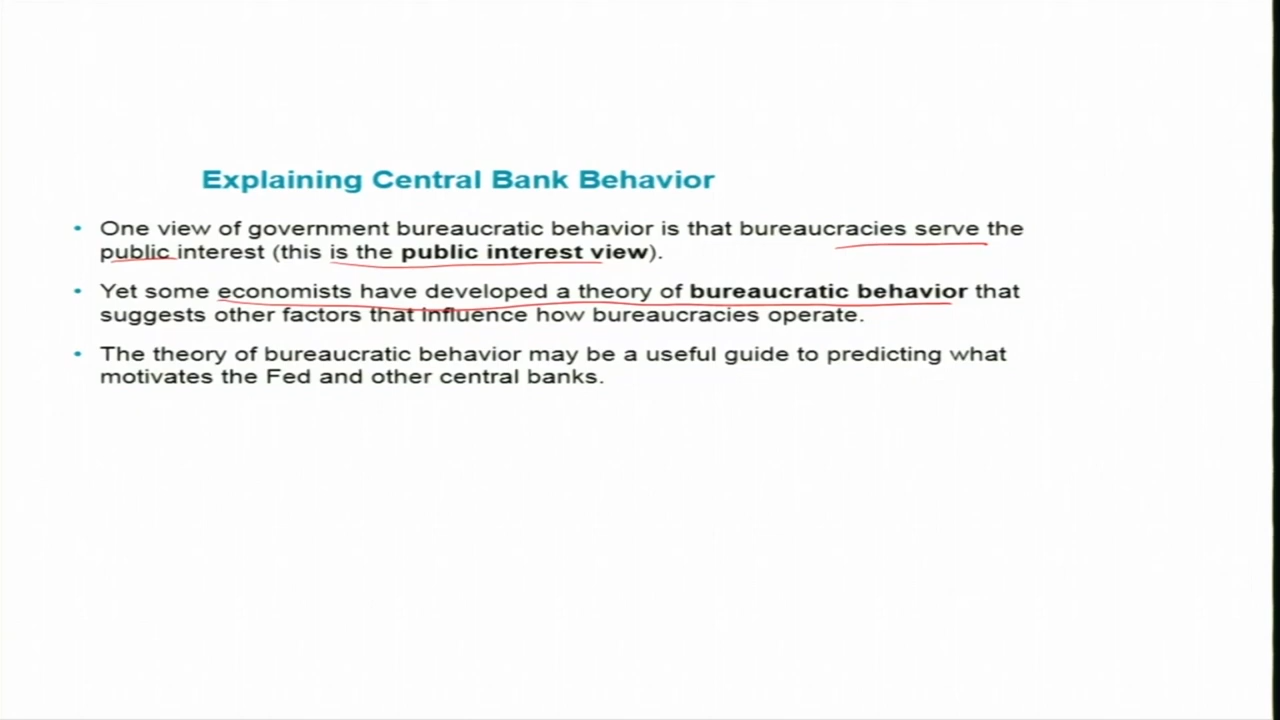 Explaining Central Bank Behavior
• One view of government bureaucratic behavior is that bureaucracies serve the
public interest (this is the public interest view).
• Yet some economists have developed a theory of bureaucratic behavior that
suggests other factors that influence how bureaucracies operate.
• The theory of bureaucratic behavior may be a useful guide to predicting what
motivates the Fed and other central banks.